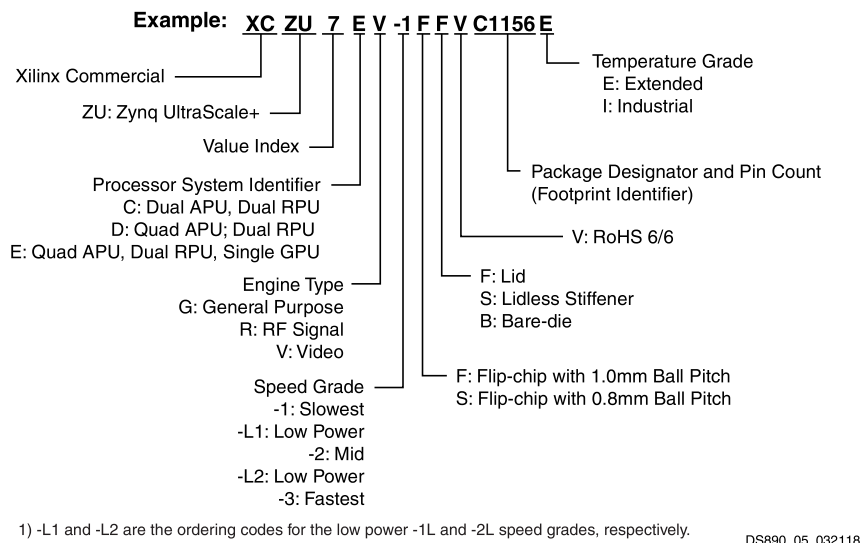 Example: XC ZU 7 E V -1 F F V C1156 E
Temperature Grade
E: Extended
I: Industrial
Xilinx Commercial
ZU: Zynq UltraScale+
Value Index
Package Designator and Pin Count
(Footprint Identifier)
Processor System Identifier
C: Dual APU, Dual RPU
D: Quad APU; Dual RPU
E: Quad APU, Dual RPU, Single GPU
V: RoHS 6/6
Engine Type
G: General Purpose
R: RF Signal
V: Video
F: Lid
S: Lidless Stiffener
B: Bare-die
Speed Grade
-1: Slowest
-L1: Low Power
-2: Mid
-L2: Low Power
-3: Fastest
F: Flip-chip with 1.0mm Ball Pitch
S: Flip-chip with 0.8mm Ball Pitch
1) -L1 and -L2 are the ordering codes for the low power -1L and -2L speed grades, respectively.
DS890_05_032118